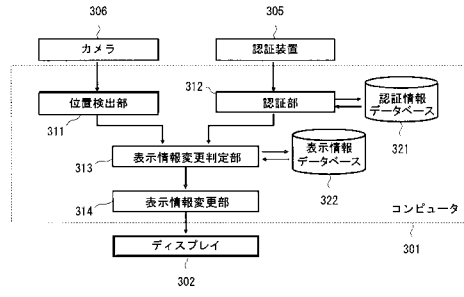 306
305
カメラ
認証装置
312
位置検出部
認証部
認証情報
データベース
311
321
313
表示情報変更判定部
表示情報
データベース
314
表示情報変更部
322
コンピュータ
ディスプレイ
301
302